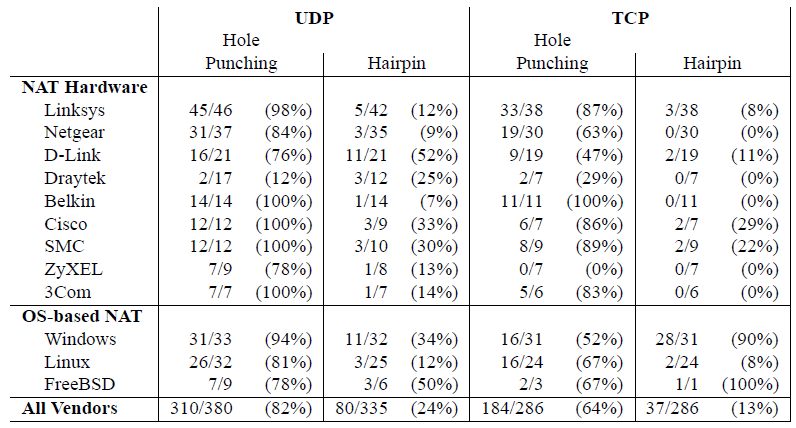 UDP TCP
Hole Hole
Punching Hairpin Punching Hairpin
NAT Hardware
Linksys 45/46 (98%) 5/42 (12%) 33/38 (87%) 3/38 (8%)
Netgear 31/37 (84%) 3/35 (9%) 19/30 (63%) 0/30 (0%)
D-Link 16/21 (76%) 11/21 (52%) 9/19 (47%) 2/19 (11%)
Draytek 2/17 (12%) 3/12 (25%) 2/7 (29%) 0/7 (0%)
Belkin 14/14 (100%) 1/14 (7%) 11/11 (100%) 0/11 (0%)
Cisco 12/12 (100%) 3/9 (33%) 6/7 (86%) 2/7 (29%)
SMC 12/12 (100%) 3/10 (30%) 8/9 (89%) 2/9 (22%)
ZyXEL 7/9 (78%) 1/8 (13%) 0/7 (0%) 0/7 (0%)
3Com 7/7 (100%) 1/7 (14%) 5/6 (83%) 0/6 (0%)
OS-based NAT
Windows 31/33 (94%) 11/32 (34%) 16/31 (52%) 28/31 (90%)
Linux 26/32 (81%) 3/25 (12%) 16/24 (67%) 2/24 (8%)
FreeBSD 7/9 (78%) 3/6 (50%) 2/3 (67%) 1/1 (100%)
All Vendors 310/380 (82%) 80/335 (24%) 184/286 (64%) 37/286 (13%)